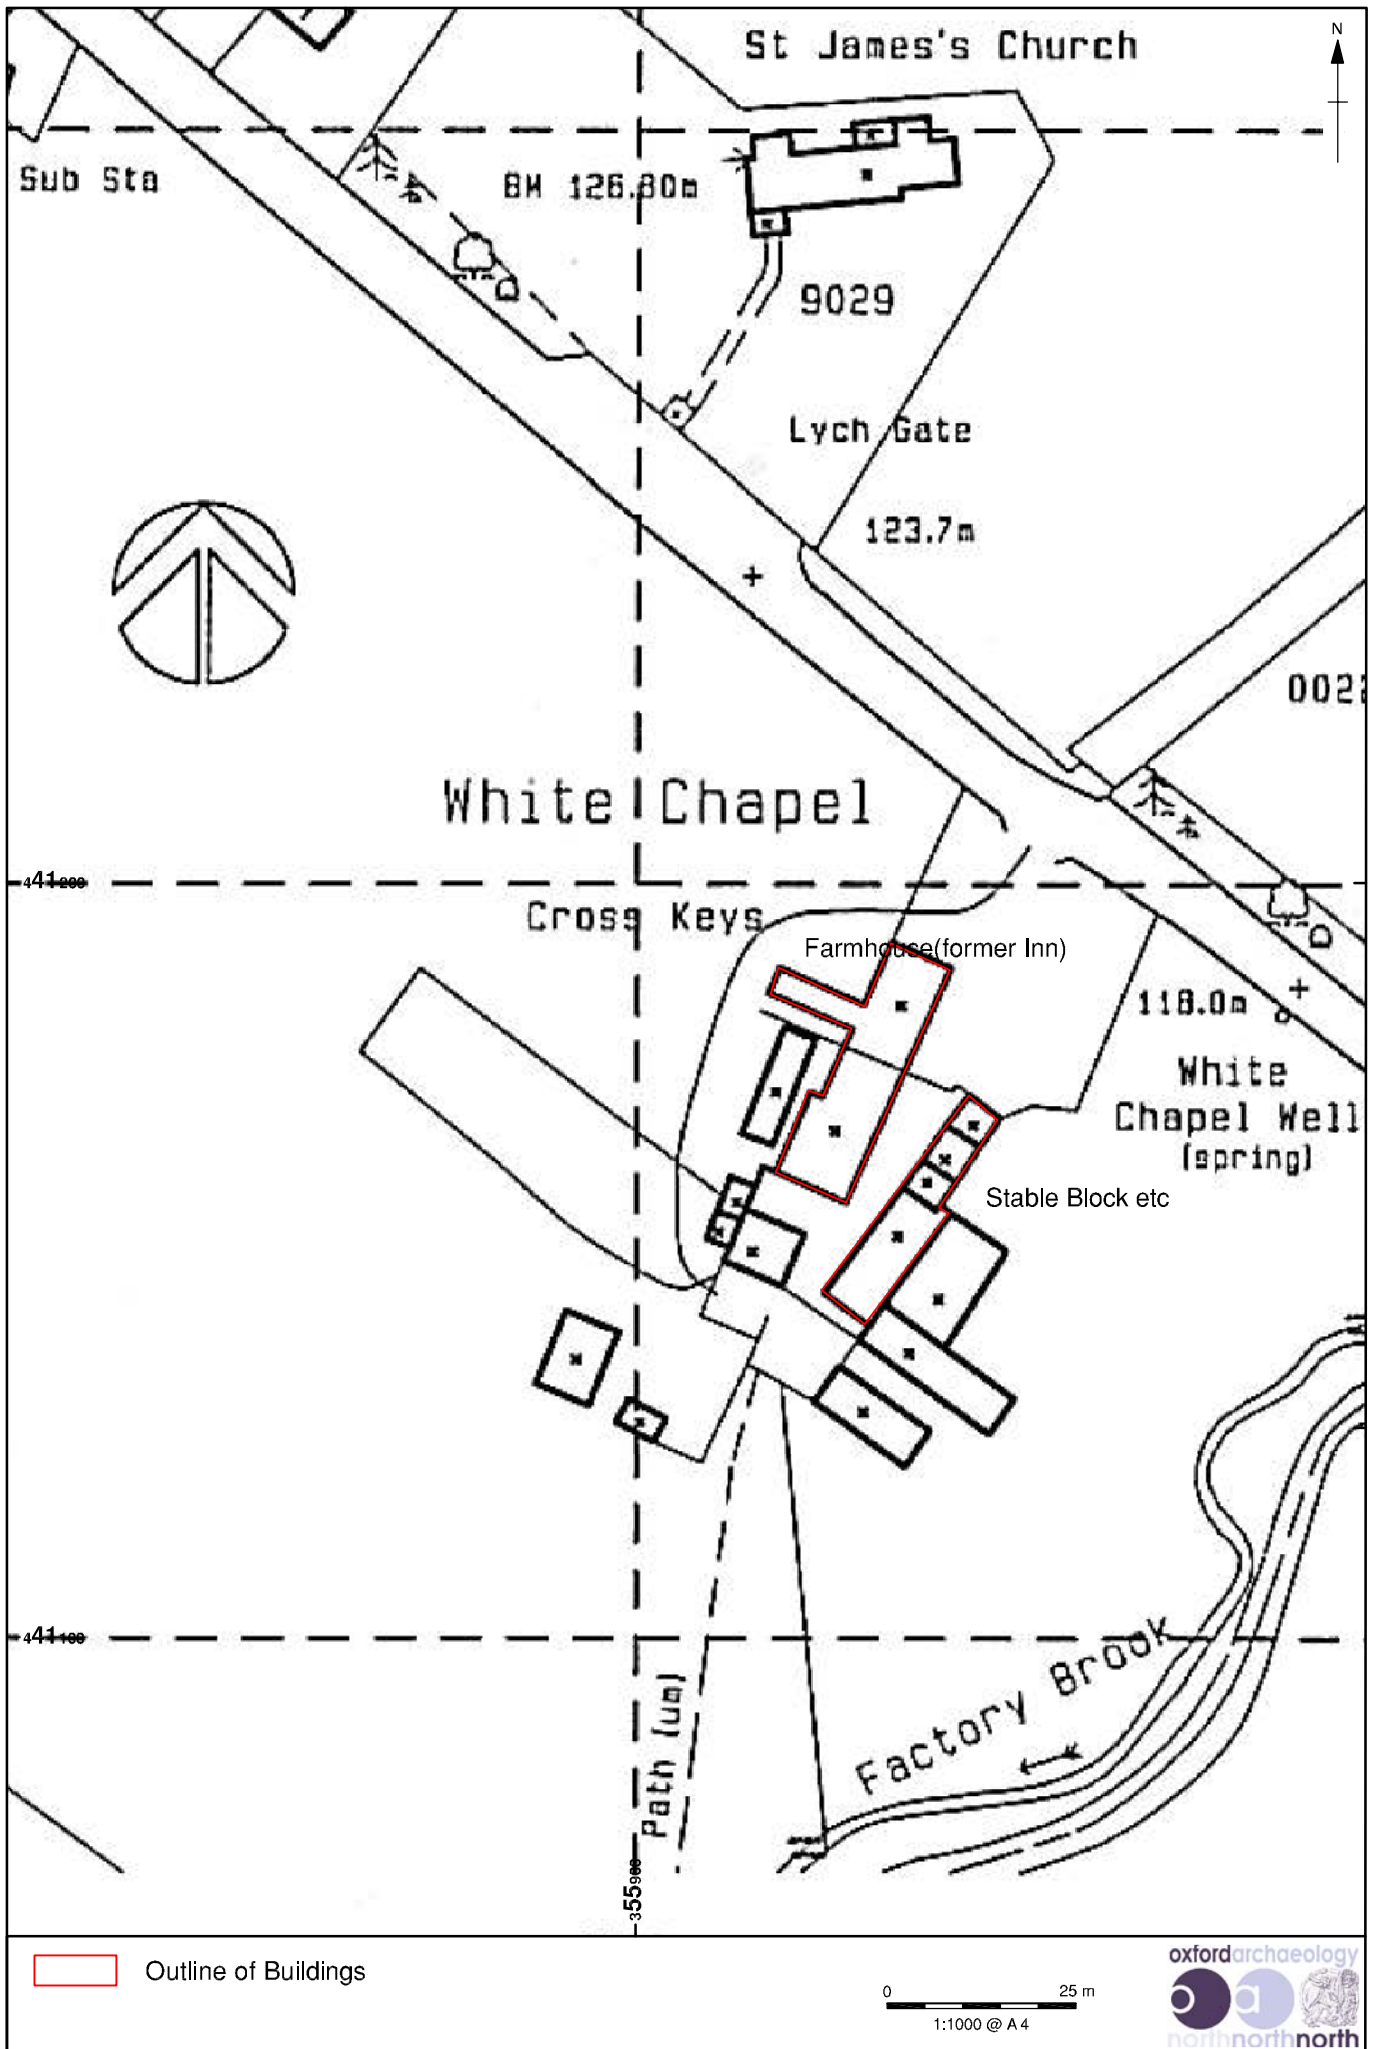 N
St James's Church
Sub Sta
BM 126.80m
9029
Lych Gate
123.7m
White Chapel
441200
Cross Keys
Farmhouse(former Inn)
118.0m
White
Chapel Well
(spring)
Stable Block etc
441100
Factory Brook
Path (um)
355900
Outline of Buildings
0 25 m
1:1000 @ A4
oxfordarchaeology
oa
northnorthnorth